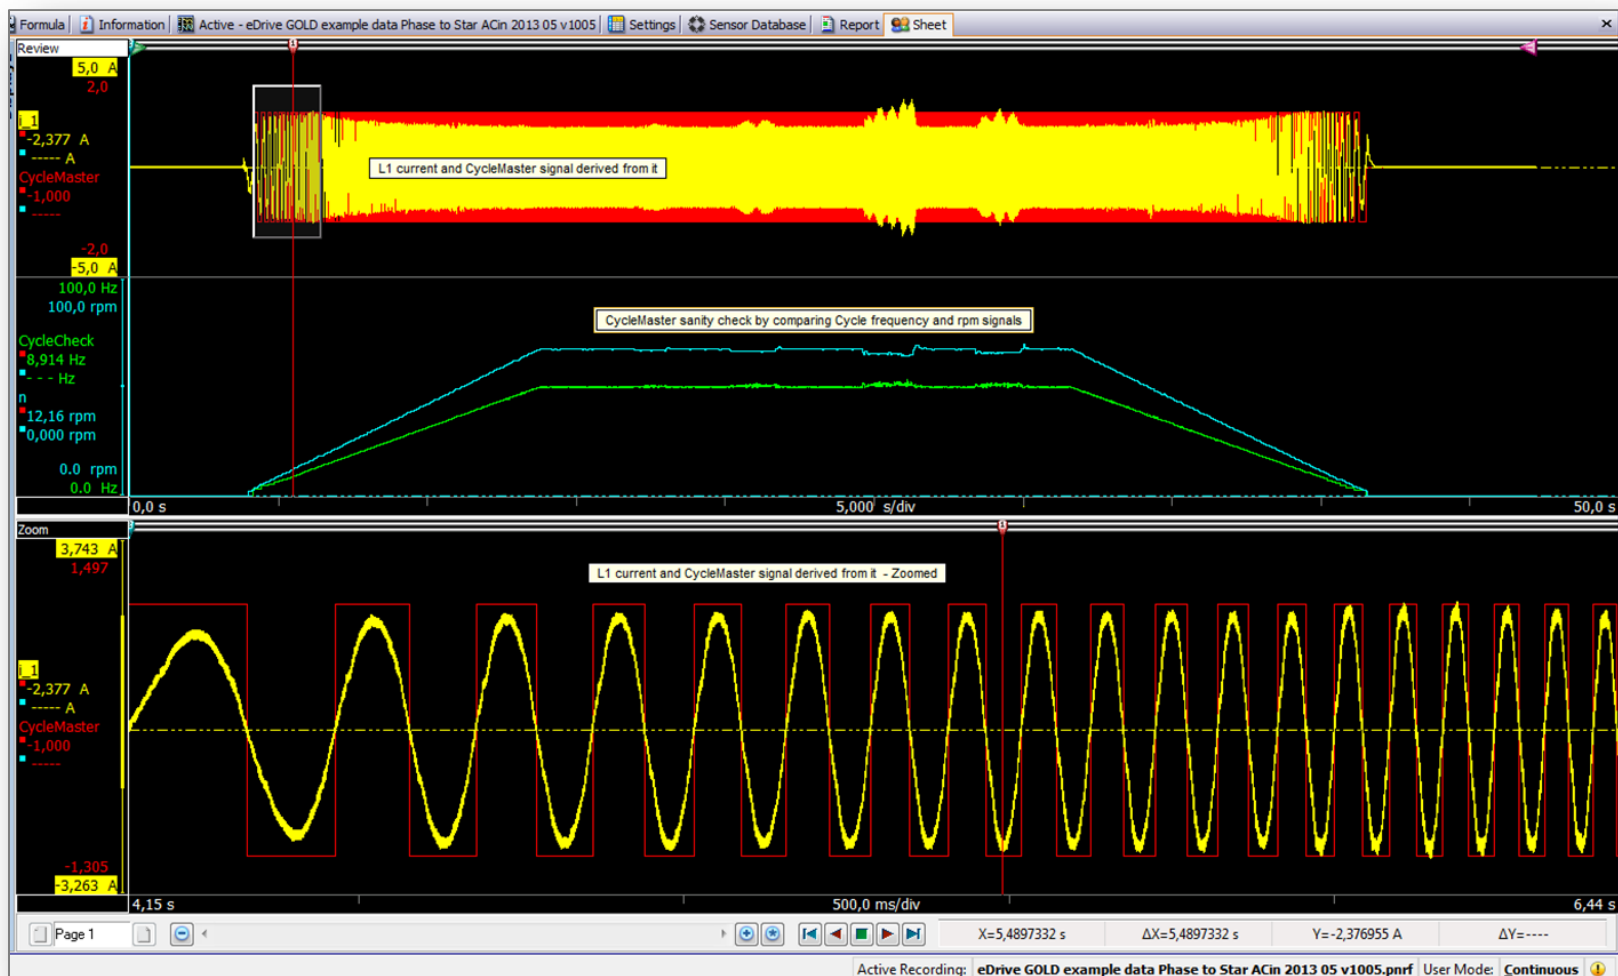 Formula Information Active - eDrive GOLD example data Phase to Star ACin 2013 05 v1005 Settings Sensor Database Report Sheet
Review
5,0 A
2,0
i_1
-2,377 A
----- A
CycleMaster
-1,000
-----
-2,0
-5,0 A
L1 current and CycleMaster signal derived from it
100,0 Hz
100,0 rpm
CycleCheck
8,914 Hz
- - - Hz
n
12,16 rpm
0,000 rpm
0.0 rpm
0.0 Hz
CycleMaster sanity check by comparing Cycle frequency and rpm signals
0,0 s 5,000 s/div 50,0 s
Zoom
3,743 A
1,497
L1 current and CycleMaster signal derived from it - Zoomed
i_1
-2,377 A
----- A
CycleMaster
-1,000
-----
-1,305
-3,263 A
4,15 s 500,0 ms/div 6,44 s
Page 1 X=5,4897332 s ΔX=5,4897332 s Y=-2,376955 A ΔY=----
Active Recording: eDrive GOLD example data Phase to Star ACin 2013 05 v1005.pnrf User Mode: Continuous